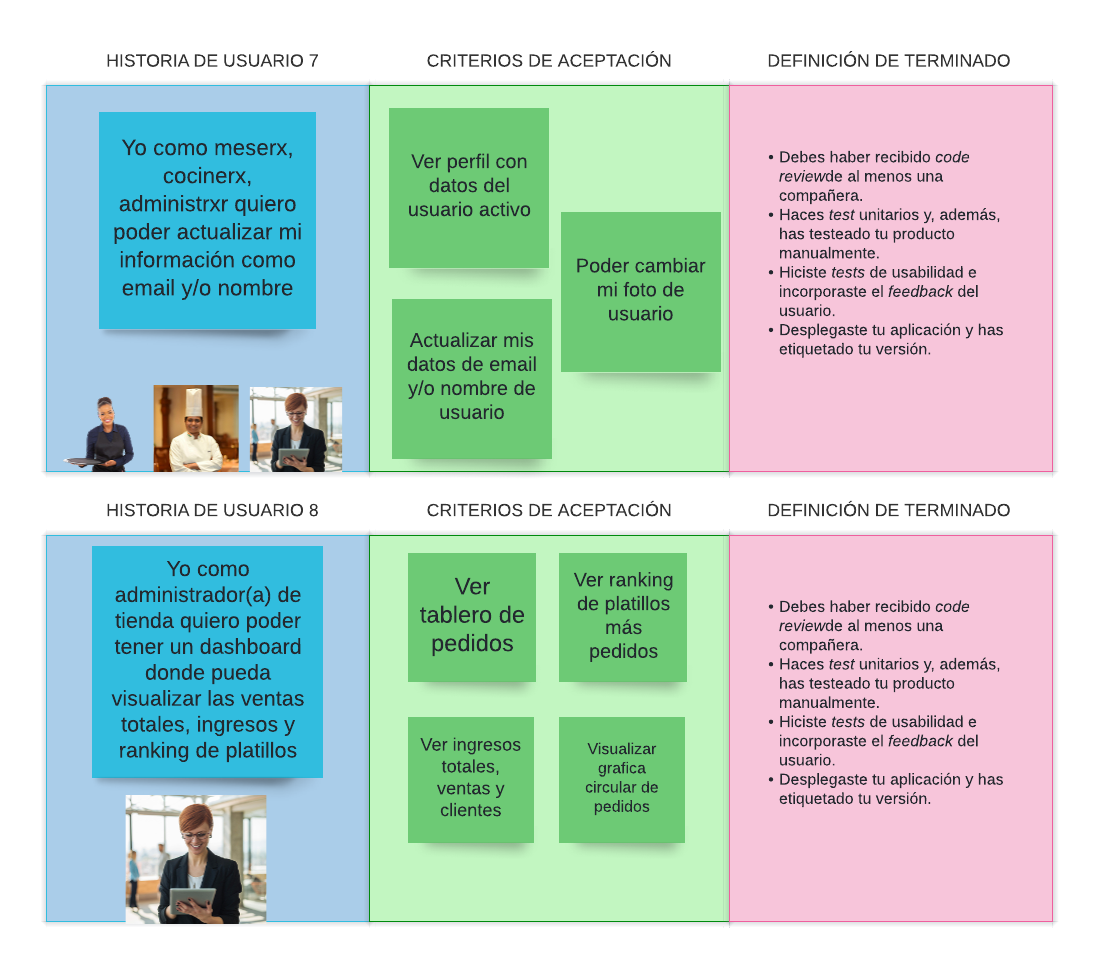 HISTORIA DE USUARIO 7
CRITERIOS DE ACEPTACIÓN
DEFINICIÓN DE TERMINADO
Yo como meserx,
cocinerx,
administrxr quiero
poder actualizar mi
información como
email y/o nombre
Ver perfil con
datos del
usuario activo
Poder cambiar
mi foto de
usuario
Actualizar mis
datos de email
y/o nombre de
usuario
• Debes haber recibido code
reviewde al menos una
compañera.
• Haces test unitarios y, además,
has testeado tu producto
manualmente.
• Hiciste tests de usabilidad e
incorporaste el feedback del
usuario.
• Desplegaste tu aplicación y has
etiquetado tu versión.
HISTORIA DE USUARIO 8
CRITERIOS DE ACEPTACIÓN
DEFINICIÓN DE TERMINADO
Yo como
administrador(a) de
tienda quiero poder
tener un dashboard
donde pueda
visualizar las ventas
totales, ingresos y
ranking de platillos
Ver
tablero de
pedidos
Ver ranking
de platillos
más
pedidos
Ver ingresos
totales,
ventas y
clientes
Visualizar
grafica
circular de
pedidos
• Debes haber recibido code
reviewde al menos una
compañera.
• Haces test unitarios y, además,
has testeado tu producto
manualmente.
• Hiciste tests de usabilidad e
incorporaste el feedback del
usuario.
• Desplegaste tu aplicación y has
etiquetado tu versión.